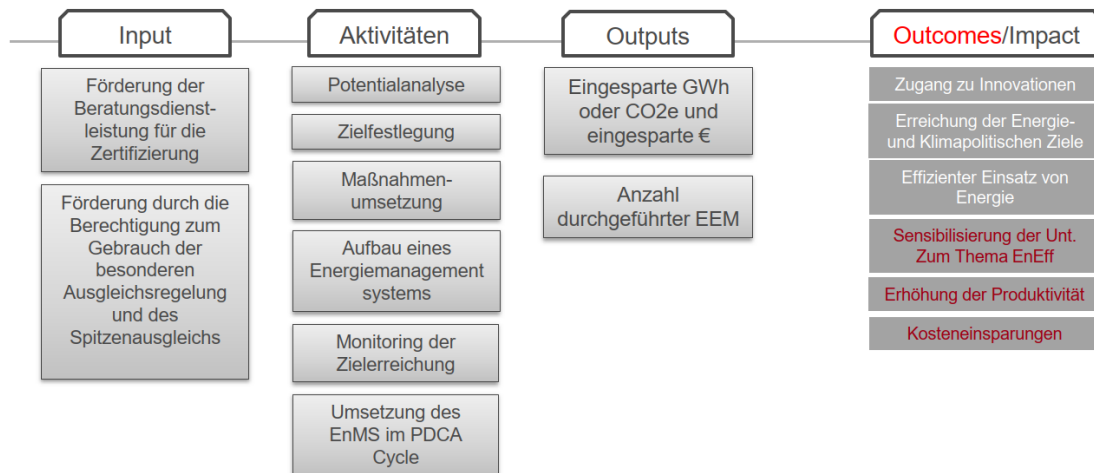 Input
Förderung der
Beratungsdienst-
leistung für die
Zertifizierung
Förderung durch die
Berechtigung zum
Gebrauch der
besonderen
Ausgleichsregelung
und des
Spitzenausgleichs
Aktivitäten
Potentialanalyse
Zielfestlegung
Maßnahmen-
umsetzung
Aufbau eines
Energiemanagement
systems
Monitoring der
Zielerreichung
Umsetzung des
EnMS im PDCA
Cycle
Outputs
Eingesparte GWh
oder CO2e und
eingesparte €
Anzahl
durchgeführter EEM
Outcomes/Impact
Zugang zu Innovationen
Erreichung der Energie-
und Klimapolitischen Ziele
Effizienter Einsatz von
Energie
Sensibilisierung der Unt.
Zum Thema EnEff
Erhöhung der Produktivität
Kosteneinsparungen